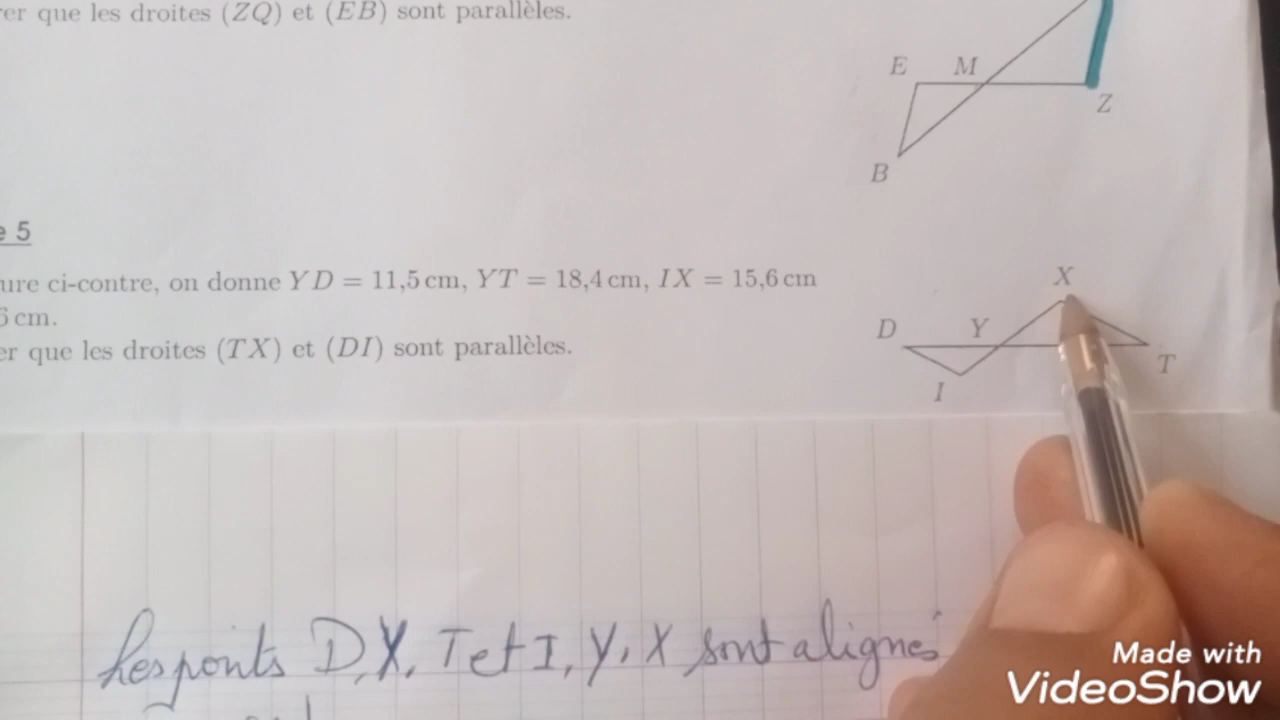 er que les droites (ZQ) et (EB) sont parallèles.
E M
Z
B
e 5
ure ci-contre, on donne YD = 11,5 cm, YT = 18,4 cm, IX = 15,6 cm
cm.
er que les droites (TX) et (DI) sont parallèles.
X
D Y
T
I
Les points D, Y, T et I, Y, X sont alignés
Made with
VideoShow